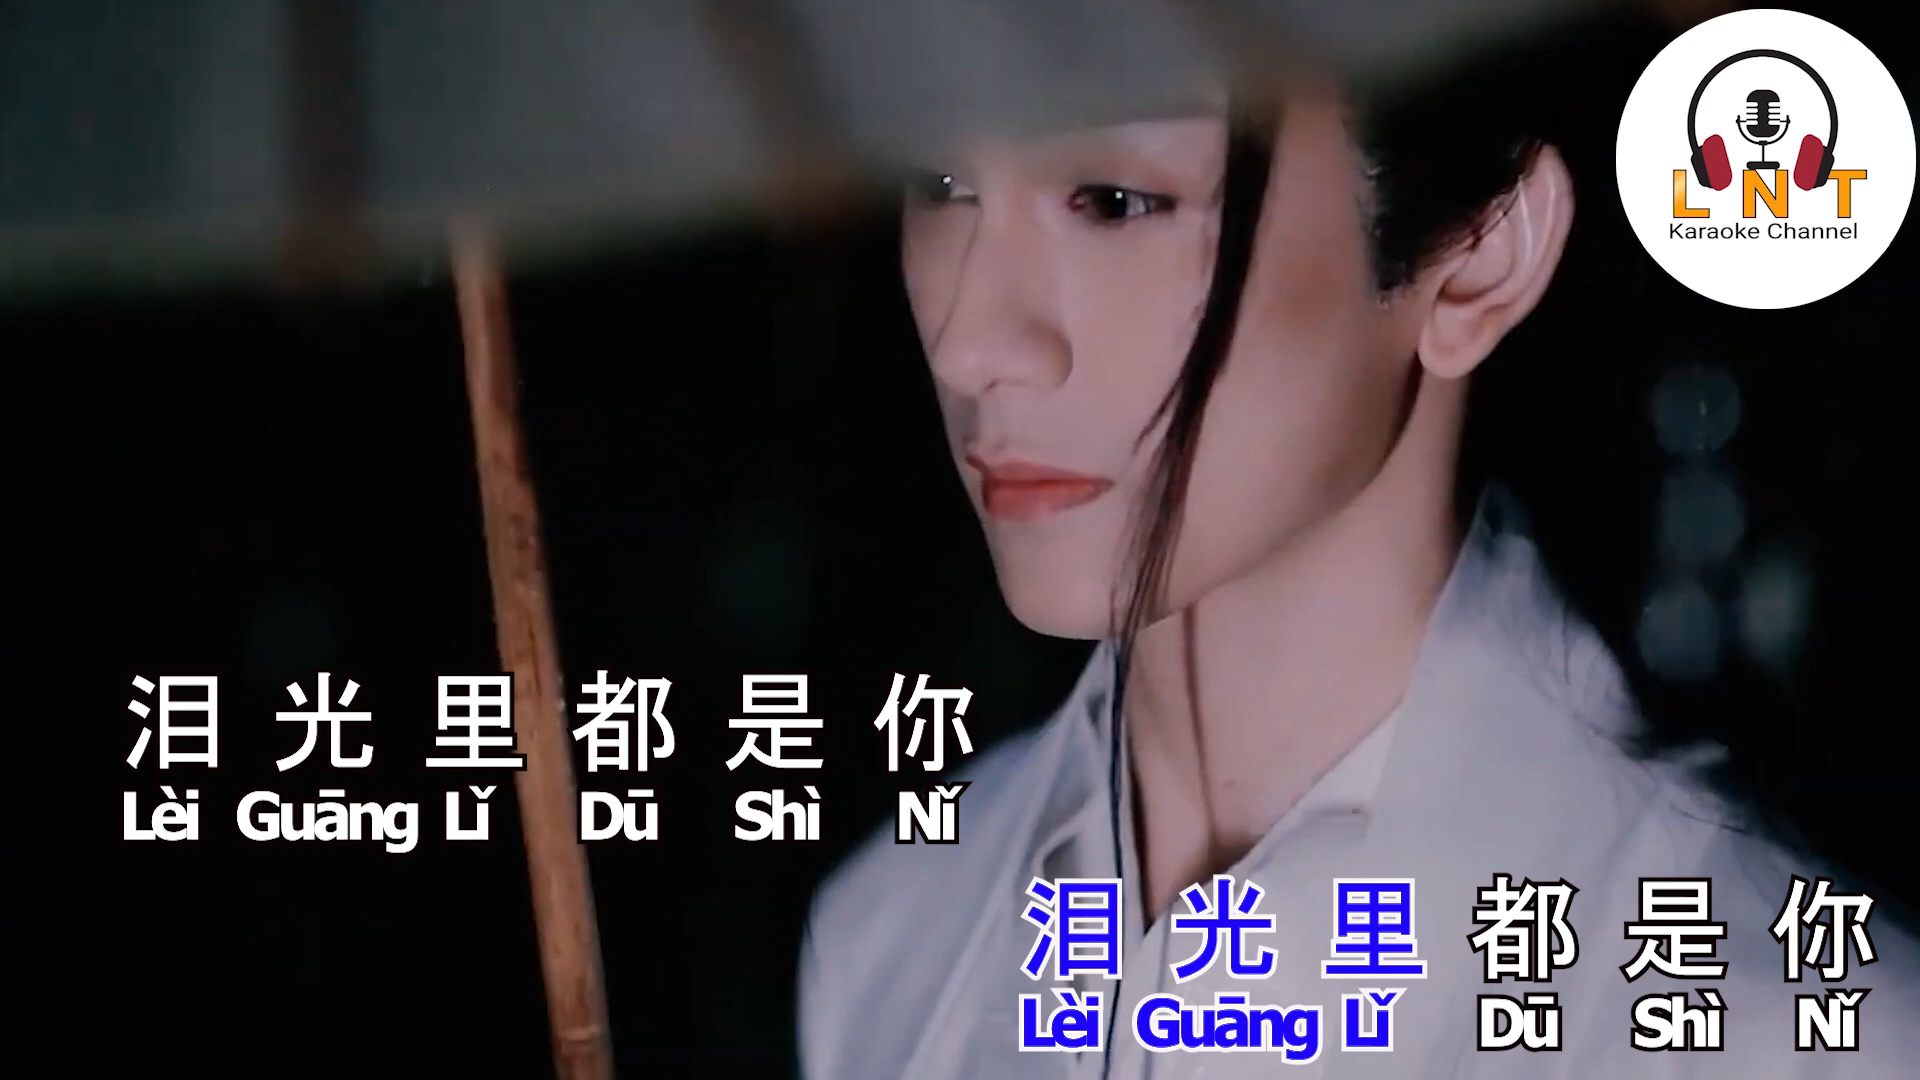 L N T
Karaoke Channel
泪 光 里 都 是 你
Lèi Guāng Lǐ Dū Shì Nǐ
泪 光 里 都 是 你
Lèi Guāng Lǐ Dū Shì Nǐ